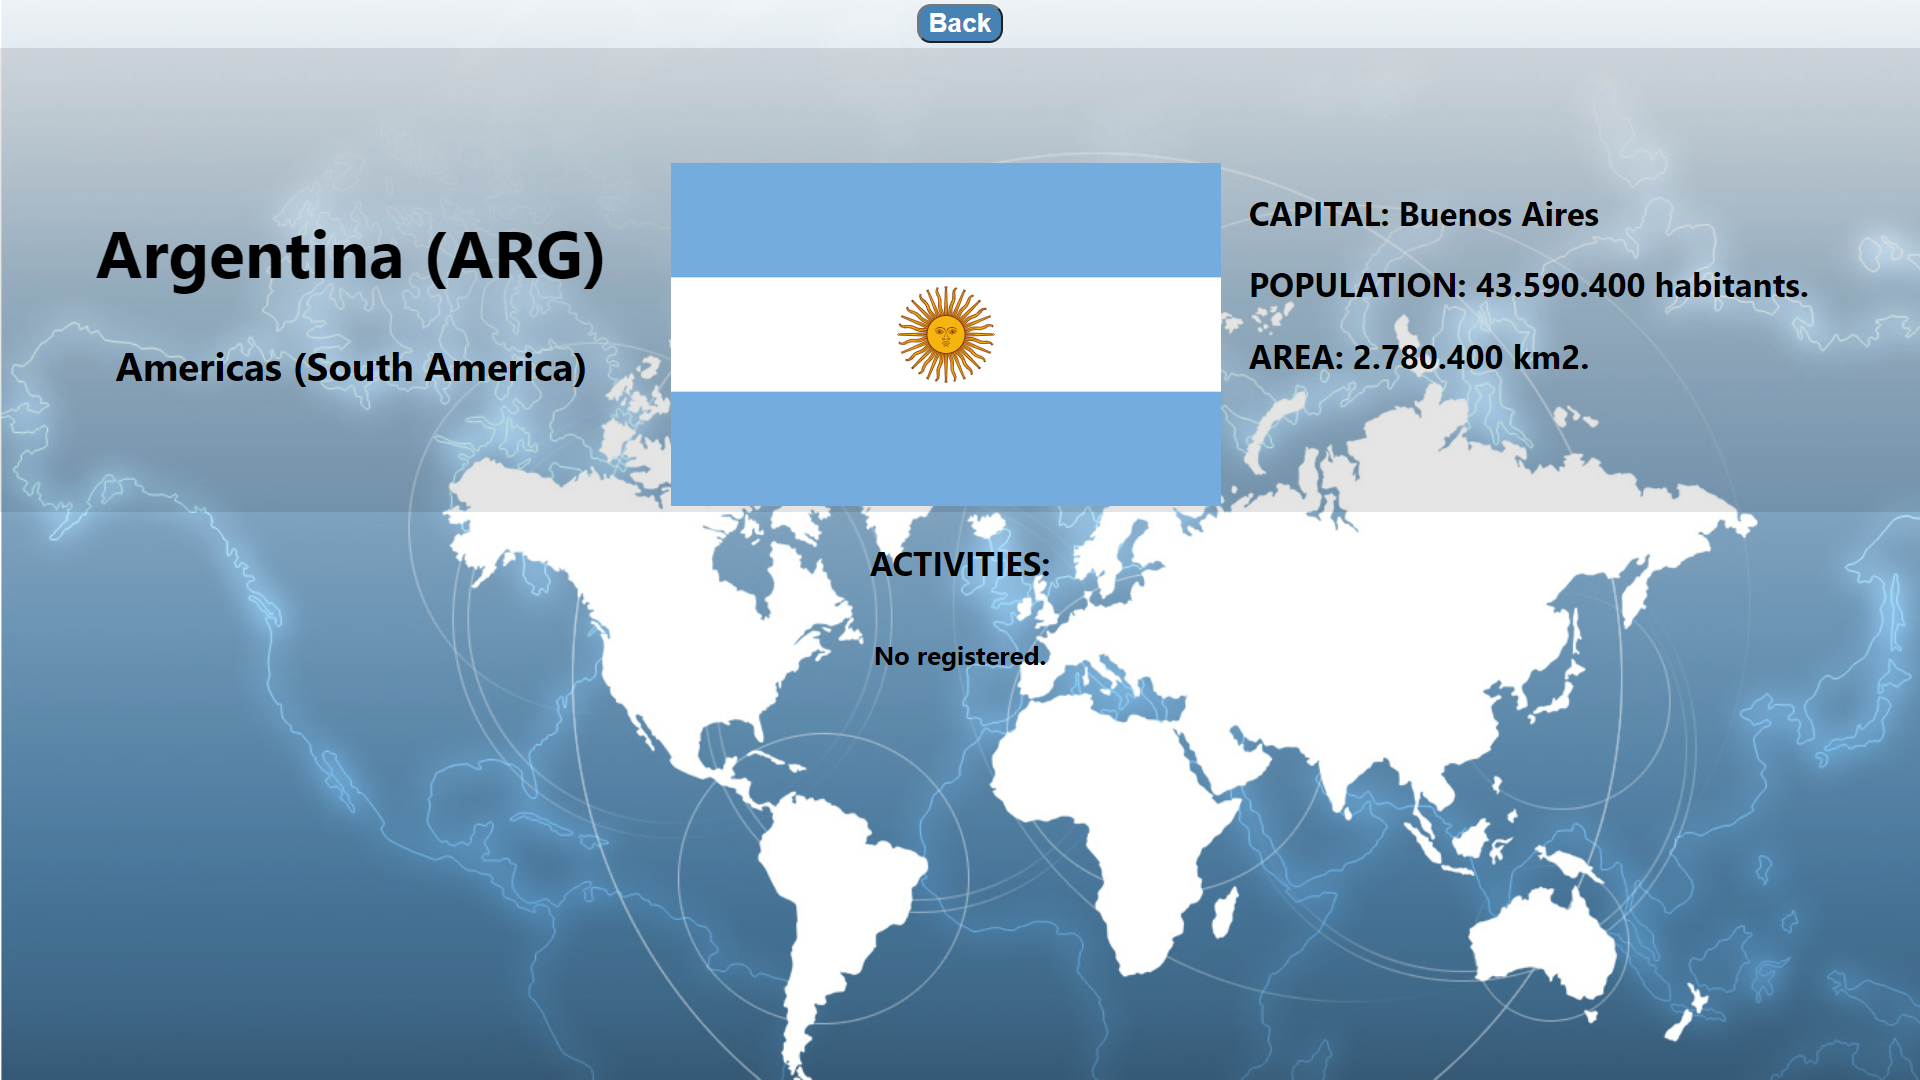 Back
Argentina (ARG)
Americas (South America)
CAPITAL: Buenos Aires
POPULATION: 43.590.400 habitants.
AREA: 2.780.400 km2.
ACTIVITIES:
No registered.